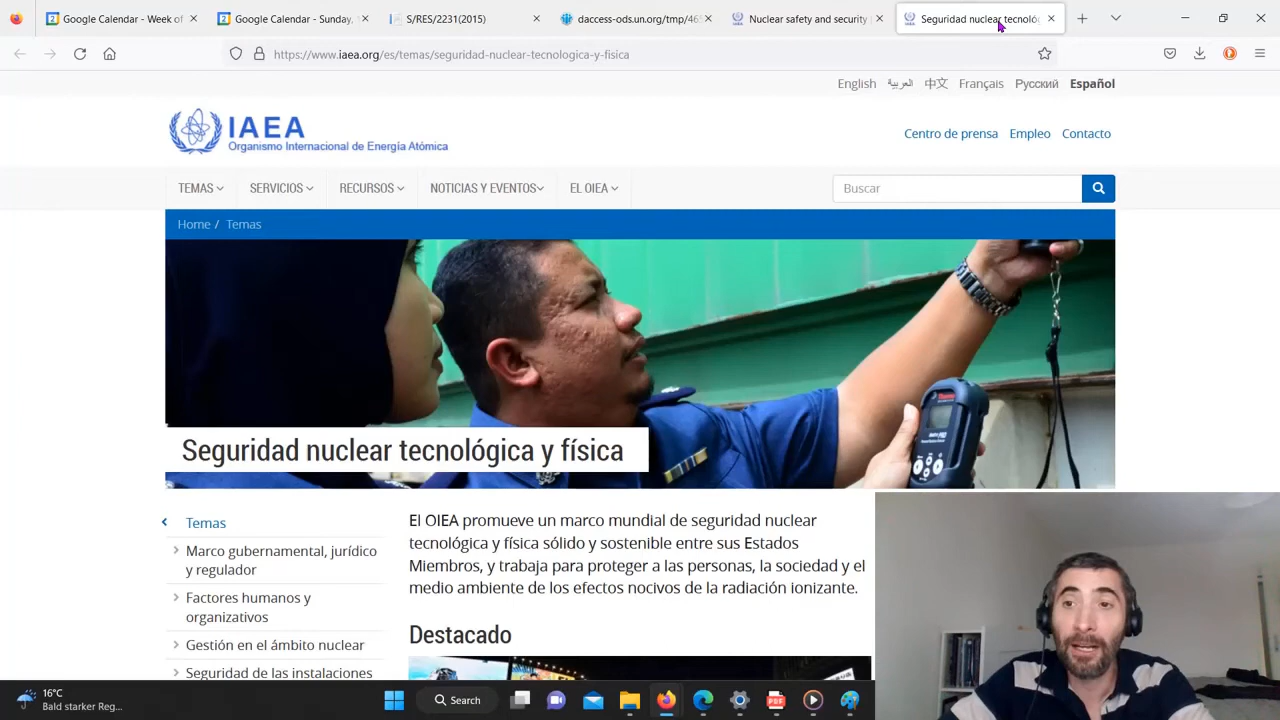 Google Calendar - Week of
Google Calendar - Sunday,
S/RES/2231(2015)
daccess-ods.un.org/tmp/46
Nuclear safety and security
Seguridad nuclear tecnoló
https://www.iaea.org/es/temas/seguridad-nuclear-tecnologica-y-fisica
English
العربية
中文
Français
Русский
Español
IAEA
Organismo Internacional de Energía Atómica
Centro de prensa
Empleo
Contacto
TEMAS
SERVICIOS
RECURSOS
NOTICIAS Y EVENTOS
EL OIEA
Buscar
Home / Temas
Seguridad nuclear tecnológica y física
Temas
Marco gubernamental, jurídico
y regulador
Factores humanos y
organizativos
Gestión en el ámbito nuclear
Seguridad de las instalaciones
El OIEA promueve un marco mundial de seguridad nuclear
tecnológica y física sólido y sostenible entre sus Estados
Miembros, y trabaja para proteger a las personas, la sociedad y el
medio ambiente de los efectos nocivos de la radiación ionizante.
Destacado
16°C
Bald starker Reg...
Search